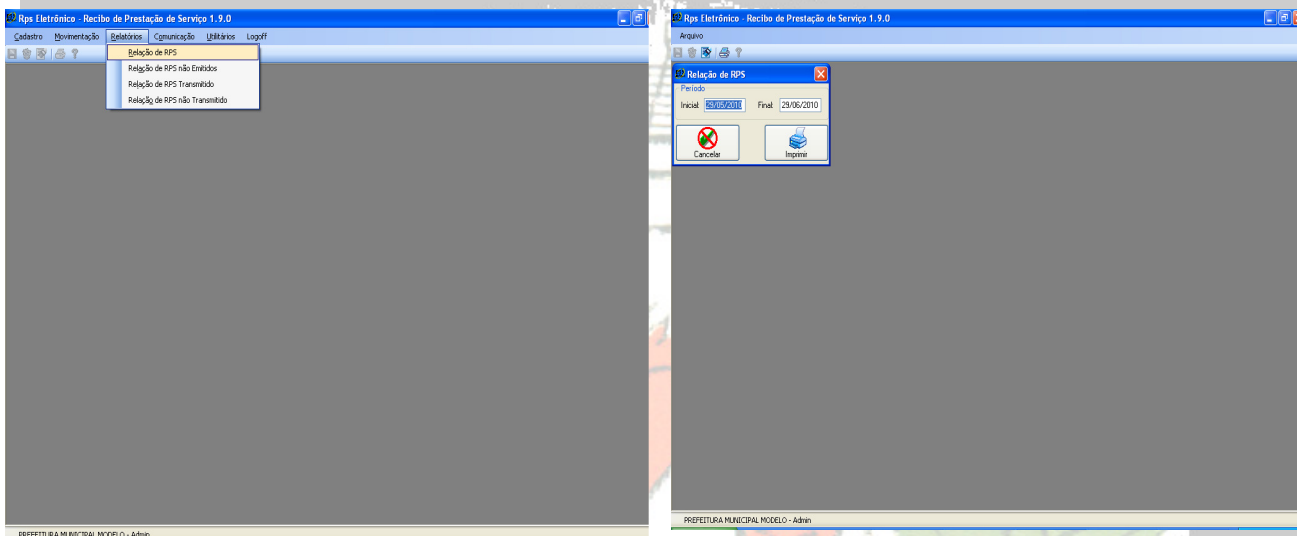 Rps Eletrônico - Recibo de Prestação de Serviço 1.9.0
Cadastro Movimentação Relatórios Comunicação Utilitários Logoff
Relação de RPS
Relação de RPS não Emitidos
Relação de RPS Transmitido
Relação de RPS não Transmitido
PREFEITURA MUNICIPAL MODELO - Admin
Rps Eletrônico - Recibo de Prestação de Serviço 1.9.0
Arquivo
Relação de RPS
Período
Inicial: 29/05/2010 Final: 29/06/2010
Cancelar Imprimir
PREFEITURA MUNICIPAL MODELO - Admin